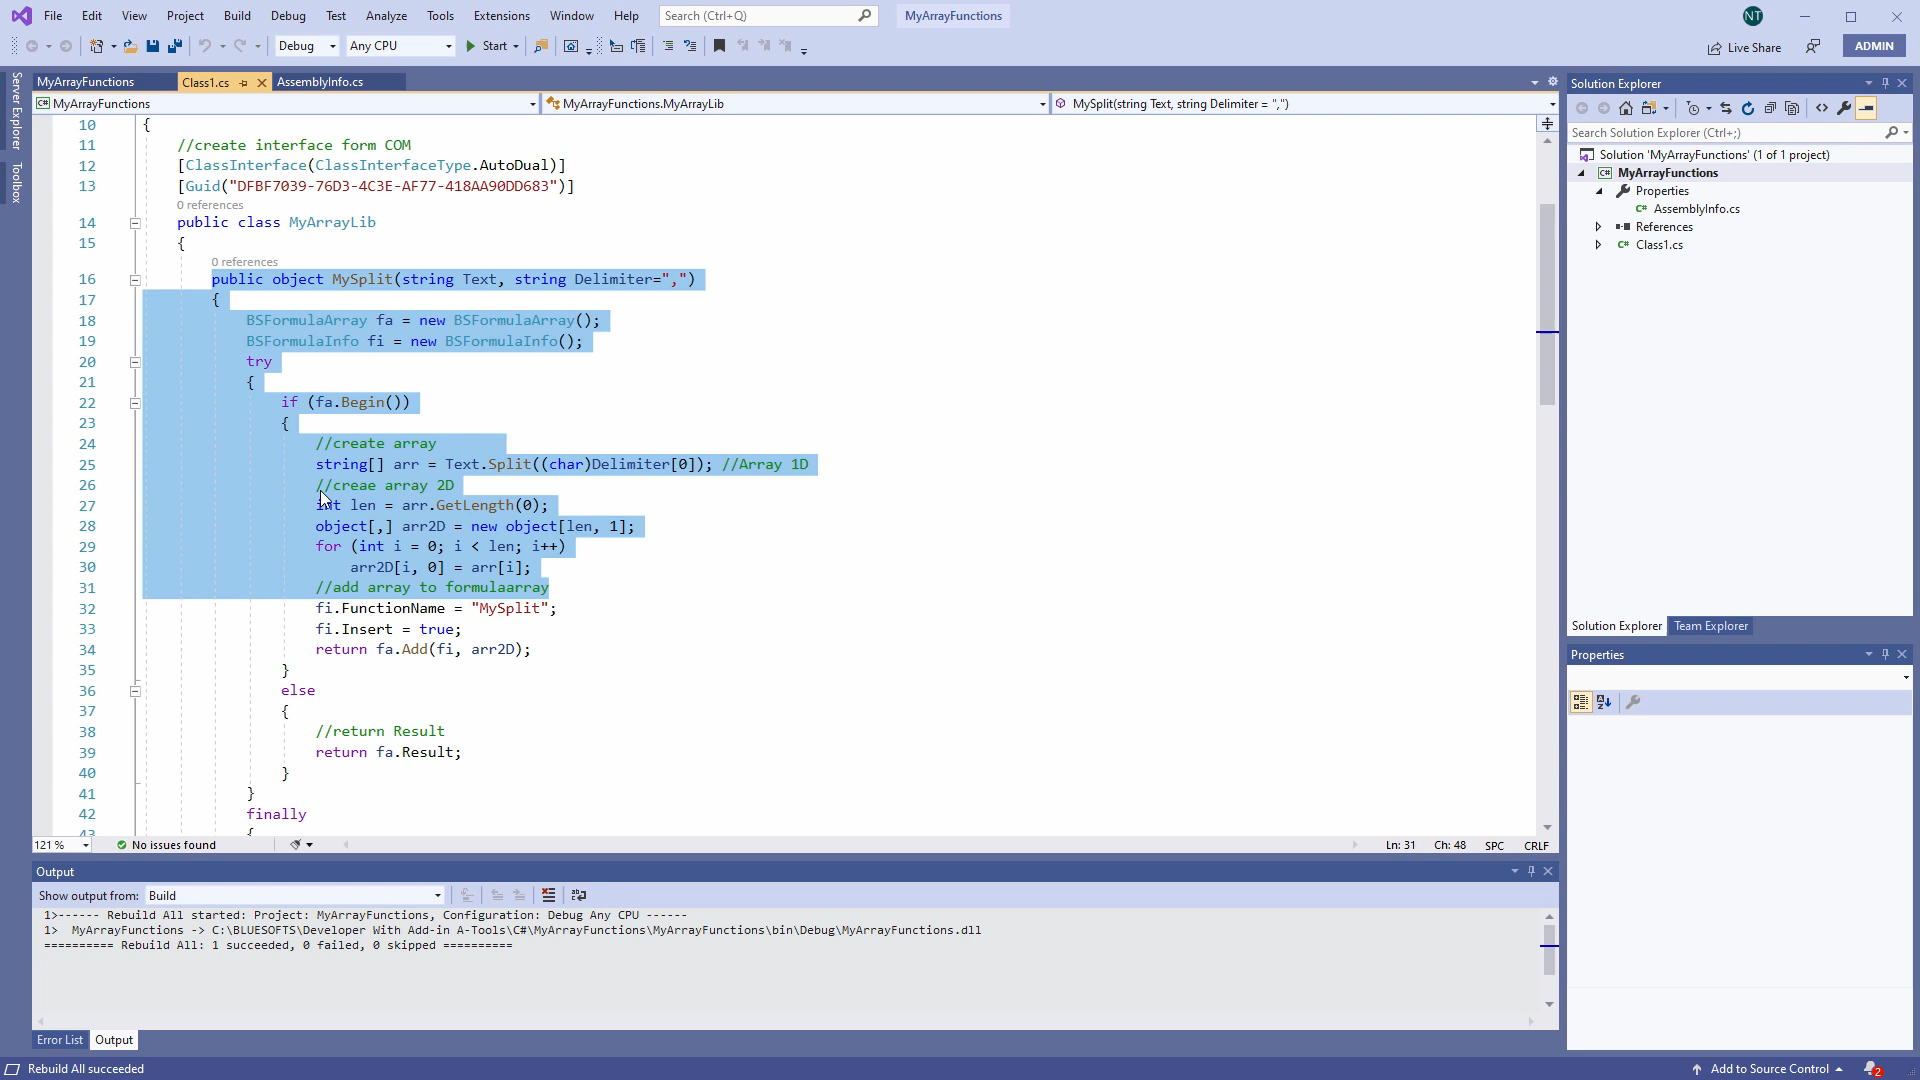 File Edit View Project Build Debug Test Analyze Tools Extensions Window Help Search (Ctrl+Q) MyArrayFunctions NT
Debug Any CPU Start Live Share ADMIN
Server Explorer
Toolbox
MyArrayFunctions Class1.cs AssemblyInfo.cs
MyArrayFunctions MyArrayFunctions.MyArrayLib MySplit(string Text, string Delimiter = ",")
10 {
11 //create interface form COM
12 [ClassInterface(ClassInterfaceType.AutoDual)]
13 [Guid("DFBF7039-76D3-4C3E-AF77-418AA90DD683")]
0 references
14 public class MyArrayLib
15 {
0 references
16 public object MySplit(string Text, string Delimiter=",")
17 {
18 BSFormulaArray fa = new BSFormulaArray();
19 BSFormulaInfo fi = new BSFormulaInfo();
20 try
21 {
22 if (fa.Begin())
23 {
24 //create array
25 string[] arr = Text.Split((char)Delimiter[0]); //Array 1D
26 //creae array 2D
27 int len = arr.GetLength(0);
28 object[,] arr2D = new object[len, 1];
29 for (int i = 0; i < len; i++)
30 arr2D[i, 0] = arr[i];
31 //add array to formulaarray
32 fi.FunctionName = "MySplit";
33 fi.Insert = true;
34 return fa.Add(fi, arr2D);
35 }
36 else
37 {
38 //return Result
39 return fa.Result;
40 }
41 }
42 finally
43 {
121 % No issues found Ln: 31 Ch: 48 SPC CRLF
Output
Show output from: Build
1>------ Rebuild All started: Project: MyArrayFunctions, Configuration: Debug Any CPU ------
1> MyArrayFunctions -> C:\BLUESOFTS\Developer With Add-in A-Tools\C#\MyArrayFunctions\MyArrayFunctions\bin\Debug\MyArrayFunctions.dll
========== Rebuild All: 1 succeeded, 0 failed, 0 skipped ==========
Error List Output
Solution Explorer
Search Solution Explorer (Ctrl+;)
Solution 'MyArrayFunctions' (1 of 1 project)
C# MyArrayFunctions
Properties
C# AssemblyInfo.cs
References
C# Class1.cs
Solution Explorer Team Explorer
Properties
Rebuild All succeeded Add to Source Control 2